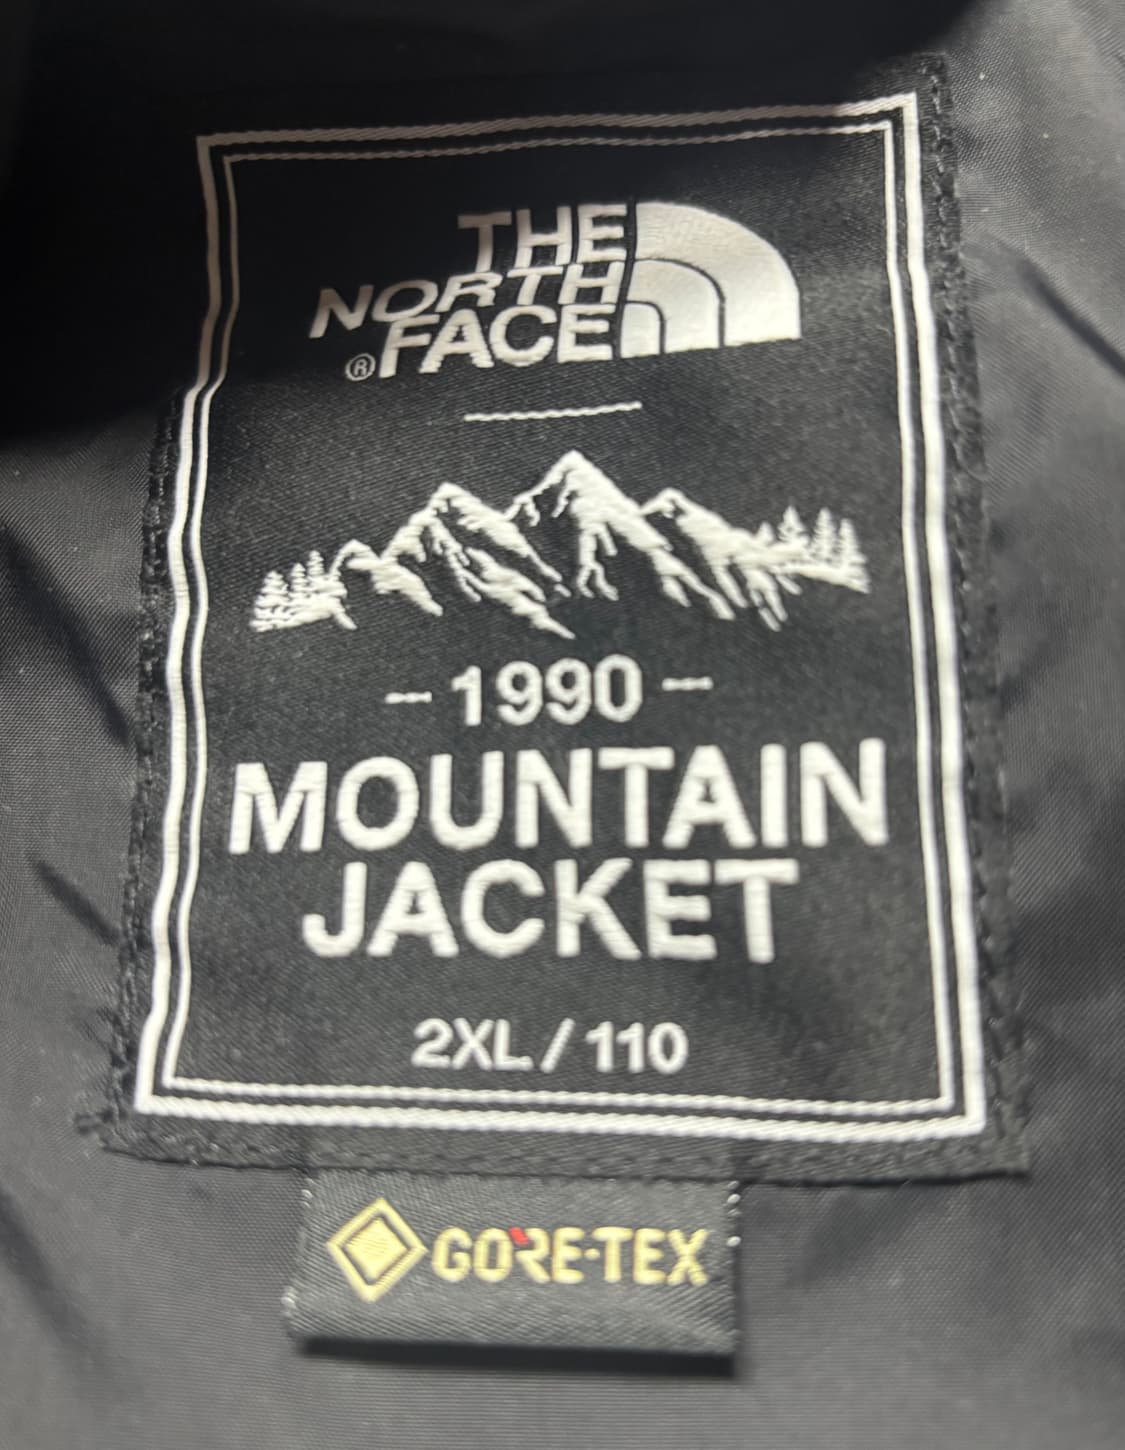 THE
NORTH
®FACE
- 1990 -
MOUNTAIN
JACKET
2XL / 110
GORE-TEX